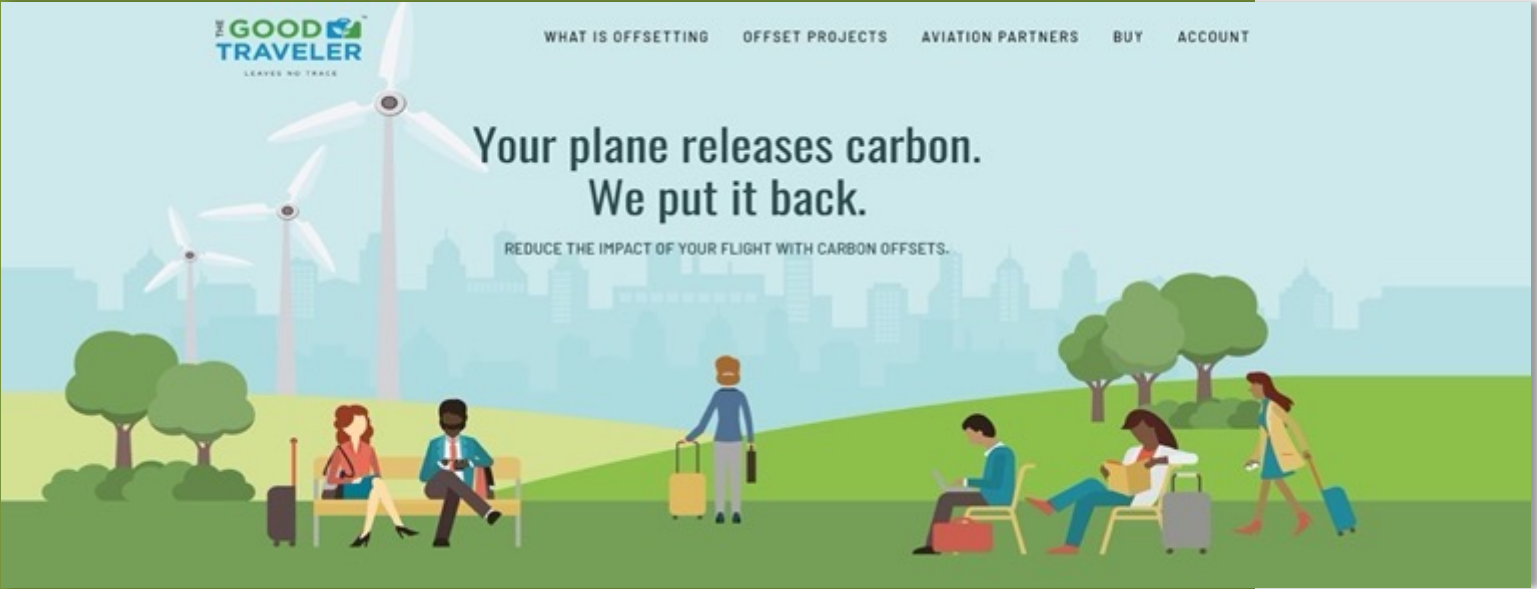 THE
GOOD
TRAVELER
LEAVES NO TRACE
WHAT IS OFFSETTING OFFSET PROJECTS AVIATION PARTNERS BUY ACCOUNT
Your plane releases carbon.
We put it back.
REDUCE THE IMPACT OF YOUR FLIGHT WITH CARBON OFFSETS.